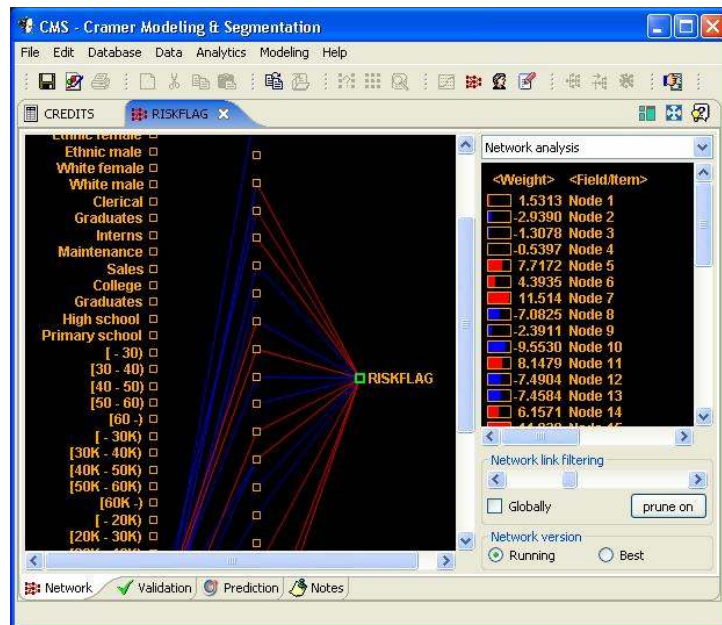 CMS - Cramer Modeling & Segmentation
File Edit Database Data Analytics Modeling Help
CREDITS
RISKFLAG
Ethnic female
Ethnic male
White female
White male
Clerical
Graduates
Interns
Maintenance
Sales
College
Graduates
High school
Primary school
[ - 30)
[30 - 40)
[40 - 50)
[50 - 60)
[60 -)
[ - 30K)
[30K - 40K)
[40K - 50K)
[50K - 60K)
[60K -)
[ - 20K)
[20K - 30K)
RISKFLAG
Network analysis
<Weight> <Field/Item>
1.5313 Node 1
-2.9390 Node 2
-1.3078 Node 3
-0.5397 Node 4
7.7172 Node 5
4.3935 Node 6
11.514 Node 7
-7.0825 Node 8
-2.3911 Node 9
-9.5530 Node 10
8.1479 Node 11
-7.4904 Node 12
-7.4584 Node 13
6.1571 Node 14
Network link filtering
Globally
prune on
Network version
Running
Best
Network Validation Prediction Notes